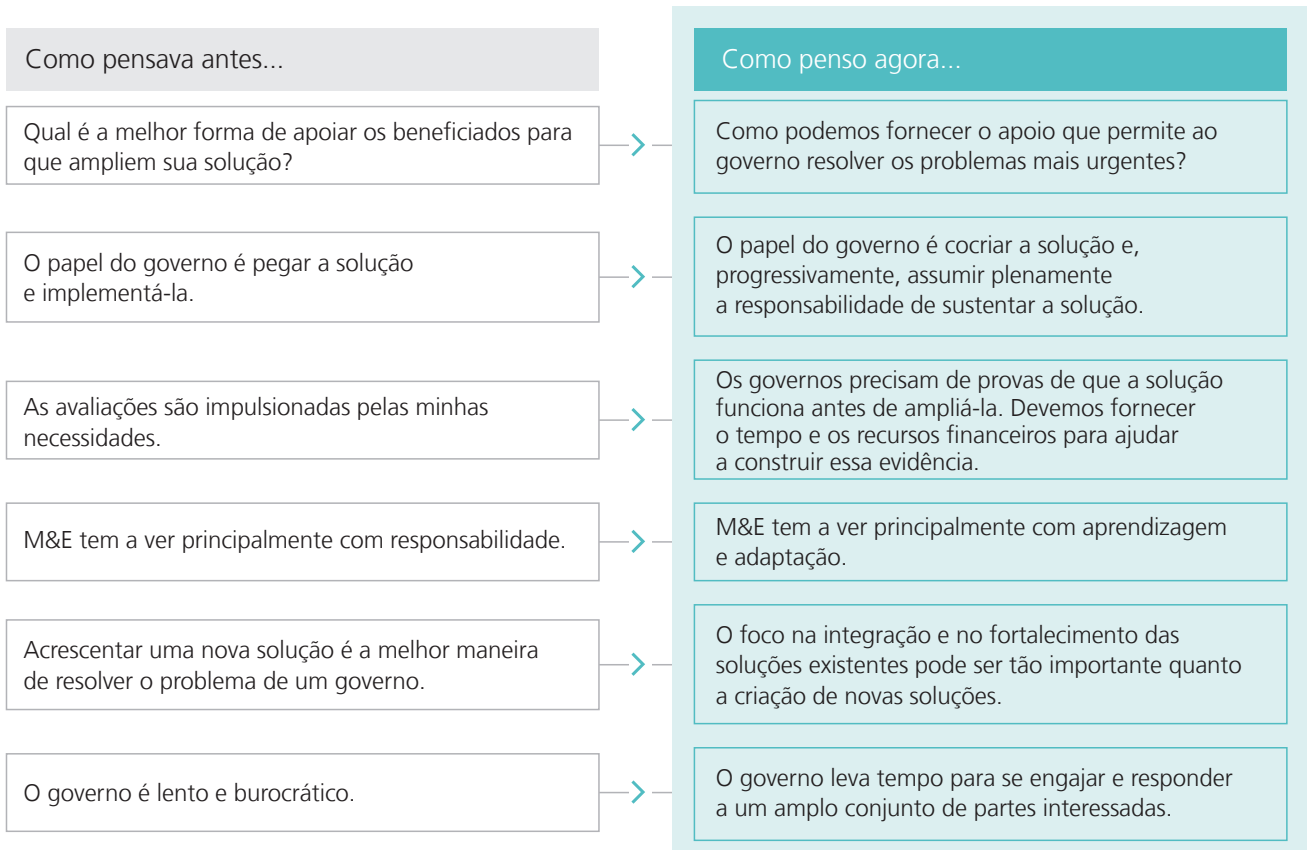 Como pensava antes...
Como penso agora...
Qual é a melhor forma de apoiar os beneficiados para
que ampliem sua solução?
Como podemos fornecer o apoio que permite ao
governo resolver os problemas mais urgentes?
O papel do governo é pegar a solução
e implementá-la.
O papel do governo é cocriar a solução e,
progressivamente, assumir plenamente
a responsabilidade de sustentar a solução.
As avaliações são impulsionadas pelas minhas
necessidades.
Os governos precisam de provas de que a solução
funciona antes de ampliá-la. Devemos fornecer
o tempo e os recursos financeiros para ajudar
a construir essa evidência.
M&E tem a ver principalmente com responsabilidade.
M&E tem a ver principalmente com aprendizagem
e adaptação.
Acrescentar uma nova solução é a melhor maneira
de resolver o problema de um governo.
O foco na integração e no fortalecimento das
soluções existentes pode ser tão importante quanto
a criação de novas soluções.
O governo é lento e burocrático.
O governo leva tempo para se engajar e responder
a um amplo conjunto de partes interessadas.